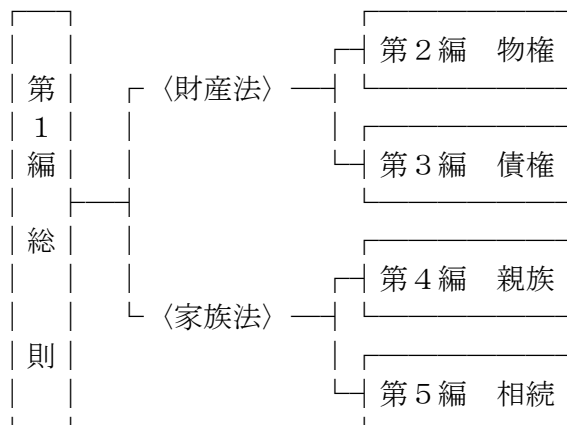 第1編 総則
〈財産法〉
第2編 物権
第3編 債権
〈家族法〉
第4編 親族
第5編 相続